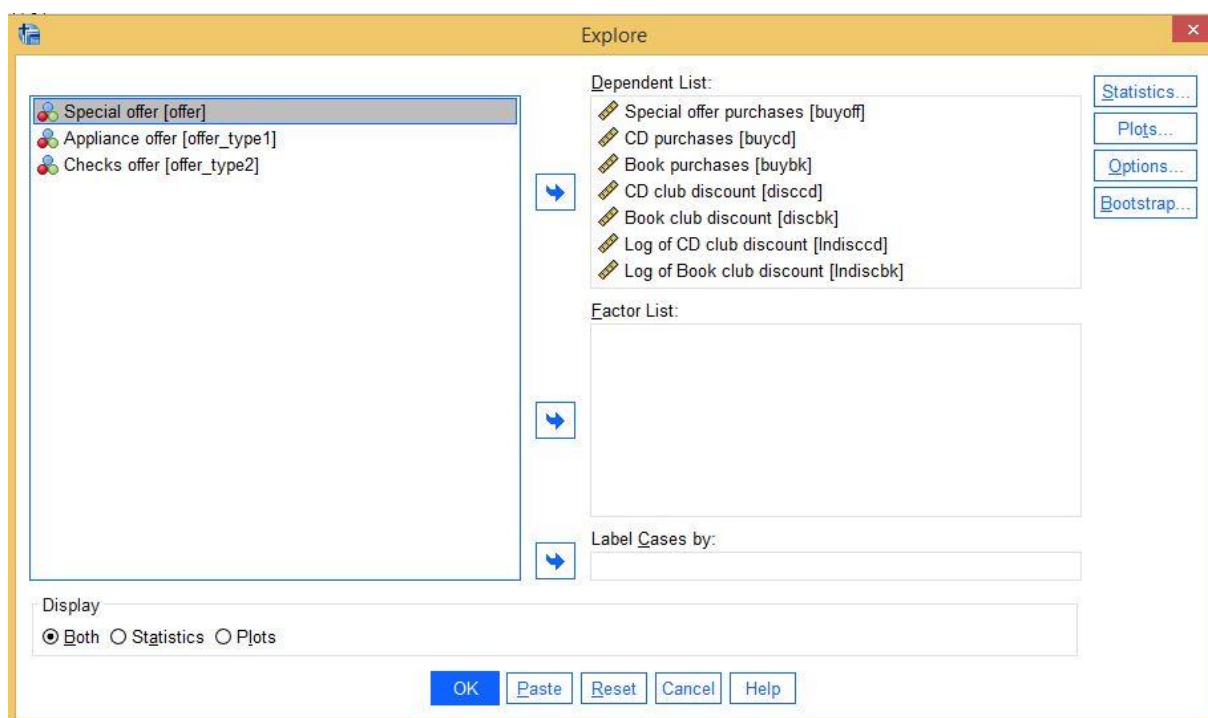 Explore
Special offer [offer]
Appliance offer [offer_type1]
Checks offer [offer_type2]
Dependent List:
Special offer purchases [buyoff]
CD purchases [buycd]
Book purchases [buybk]
CD club discount [disccd]
Book club discount [discbk]
Log of CD club discount [lndisccd]
Log of Book club discount [lndiscbk]
Factor List:
Label Cases by:
Statistics...
Plots...
Options...
Bootstrap...
Display
Both Statistics Plots
OK Paste Reset Cancel Help